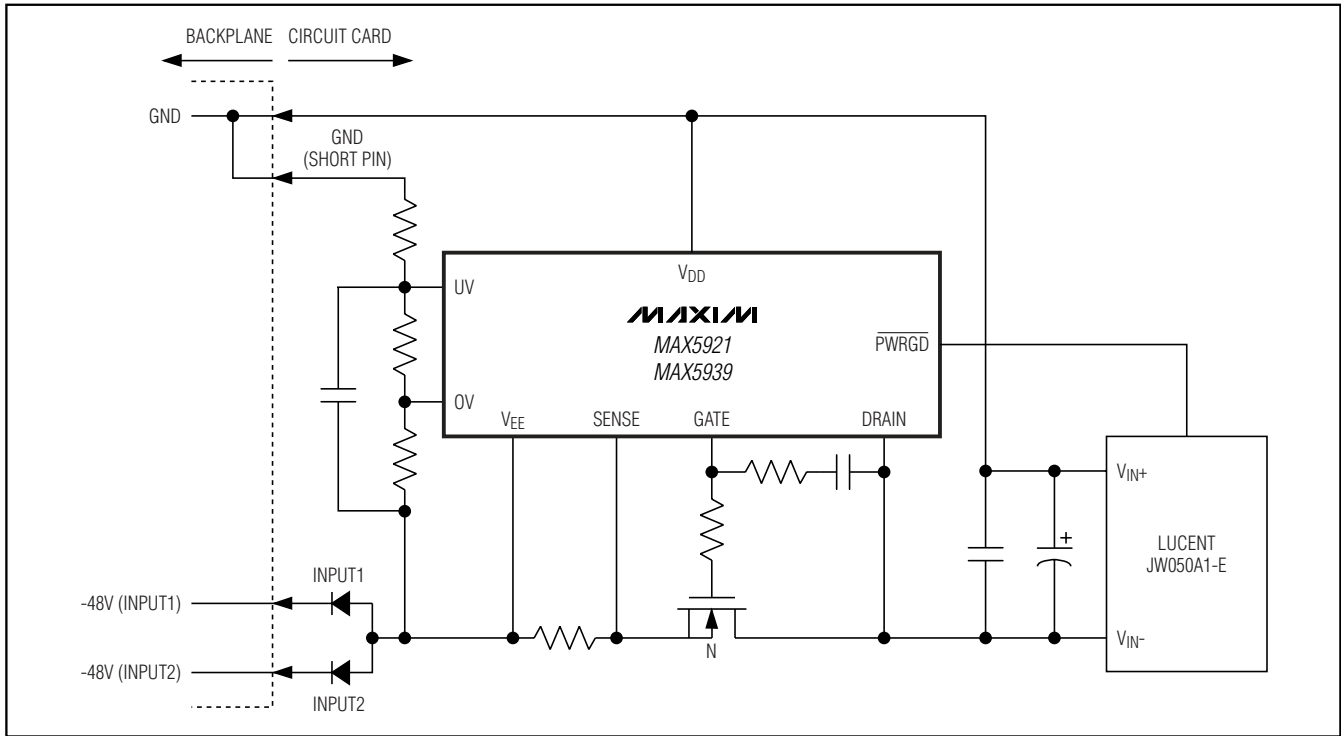 BACKPLANE CIRCUIT CARD
GND
GND
(SHORT PIN)
VDD
UV
MAXIM
MAX5921
MAX5939
PWRGD
OV
VEE
SENSE
GATE
DRAIN
VIN+
+
LUCENT
JW050A1-E
VIN-
INPUT1
-48V (INPUT1)
N
-48V (INPUT2)
INPUT2